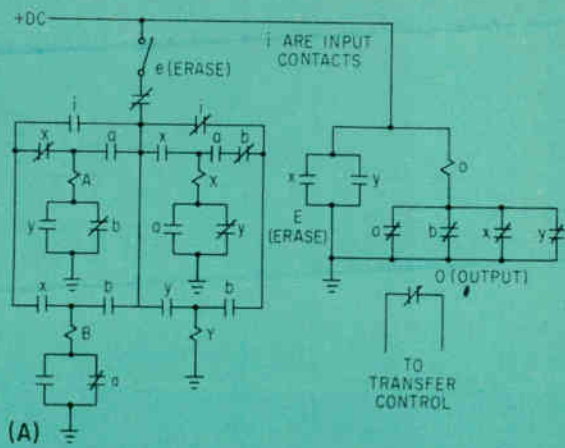 +DC
i ARE INPUT
CONTACTS
e (ERASE)
i
i
x
a
x
a
b
A
X
y
b
a
y
x
y
E
(ERASE)
o
a
b
x
y
O (OUTPUT)
x
b
y
b
B
Y
a
TO
TRANSFER
CONTROL
(A)